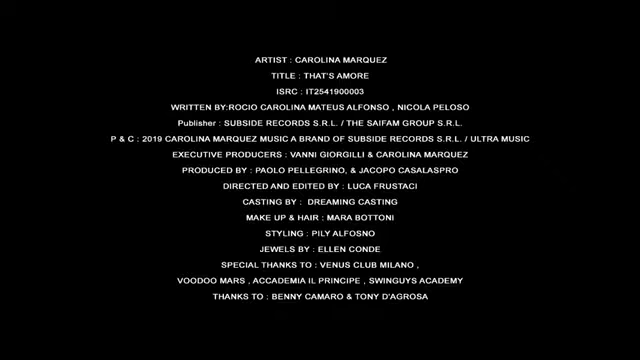 ARTIST : CAROLINA MARQUEZ
TITLE : THAT'S AMORE
ISRC : IT2541900003
WRITTEN BY:ROCIO CAROLINA MATEUS ALFONSO , NICOLA PELOSO
Publisher : SUBSIDE RECORDS S.R.L. / THE SAIFAM GROUP S.R.L.
P & C : 2019 CAROLINA MARQUEZ MUSIC A BRAND OF SUBSIDE RECORDS S.R.L. / ULTRA MUSIC
EXECUTIVE PRODUCERS : VANNI GIORGILLI & CAROLINA MARQUEZ
PRODUCED BY : PAOLO PELLEGRINO, & JACOPO CASALASPRO
DIRECTED AND EDITED BY : LUCA FRUSTACI
CASTING BY :  DREAMING CASTING
MAKE UP & HAIR : MARA BOTTONI
STYLING : PILY ALFOSNO
JEWELS BY : ELLEN CONDE
SPECIAL THANKS TO : VENUS CLUB MILANO ,
VOODOO MARS , ACCADEMIA IL PRINCIPE , SWINGUYS ACADEMY
THANKS TO : BENNY CAMARO & TONY D'AGROSA